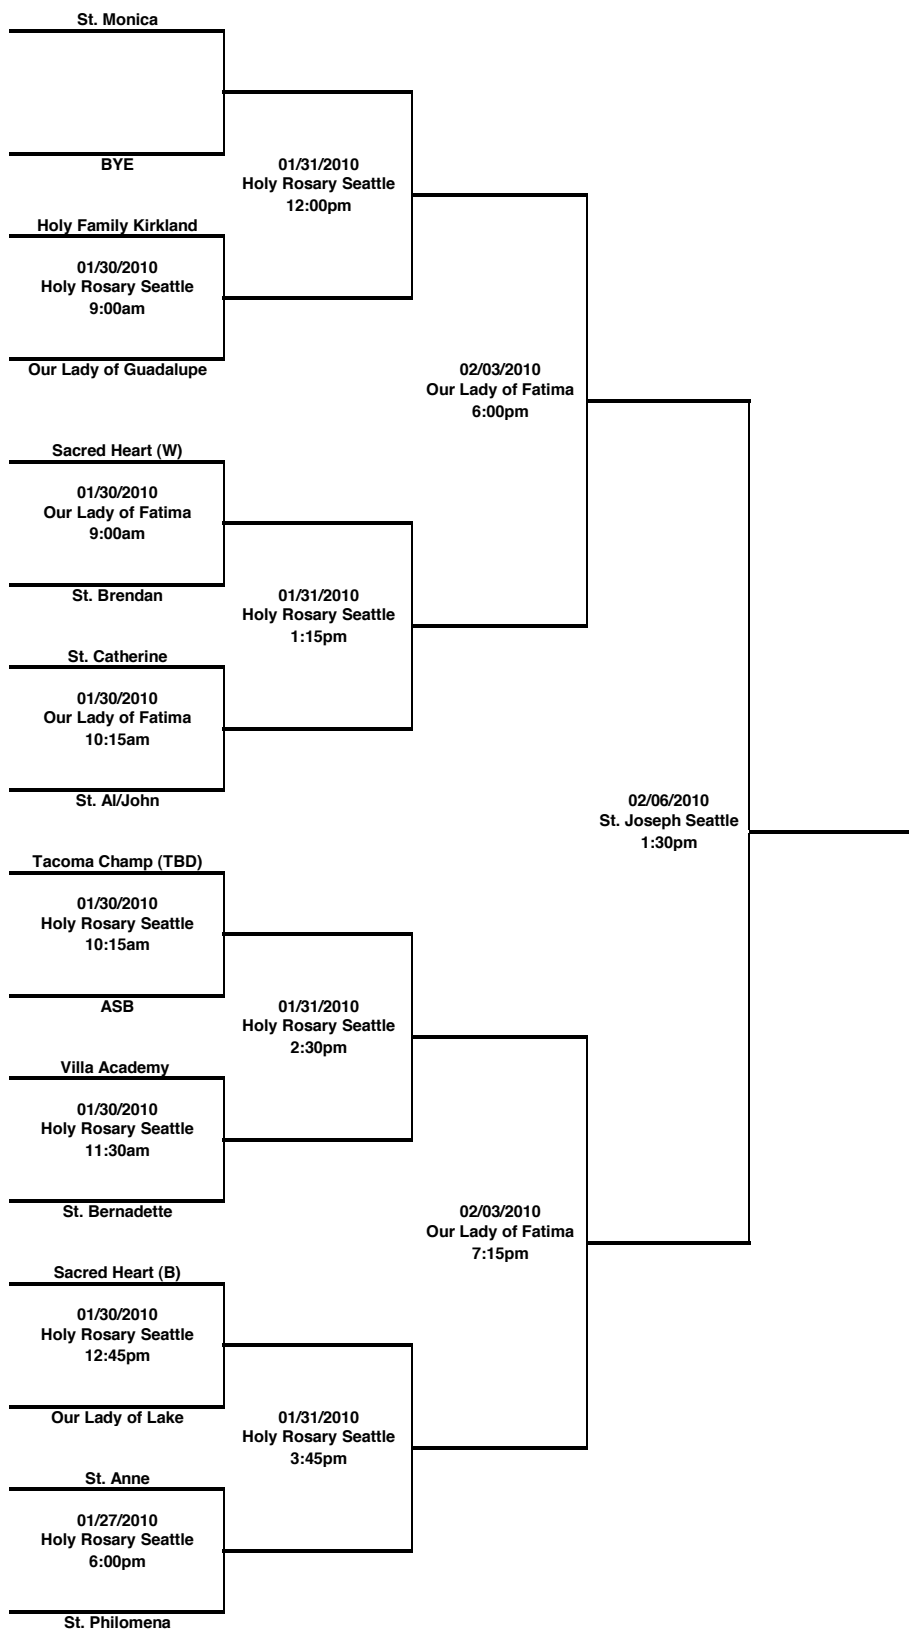 St. Monica
BYE
01/31/2010
Holy Rosary Seattle
12:00pm
Holy Family Kirkland
01/30/2010
Holy Rosary Seattle
9:00am
Our Lady of Guadalupe
02/03/2010
Our Lady of Fatima
6:00pm
Sacred Heart (W)
01/30/2010
Our Lady of Fatima
9:00am
St. Brendan
01/31/2010
Holy Rosary Seattle
1:15pm
St. Catherine
01/30/2010
Our Lady of Fatima
10:15am
St. Al/John
02/06/2010
St. Joseph Seattle
1:30pm
Tacoma Champ (TBD)
01/30/2010
Holy Rosary Seattle
10:15am
ASB
01/31/2010
Holy Rosary Seattle
2:30pm
Villa Academy
01/30/2010
Holy Rosary Seattle
11:30am
St. Bernadette
02/03/2010
Our Lady of Fatima
7:15pm
Sacred Heart (B)
01/30/2010
Holy Rosary Seattle
12:45pm
Our Lady of Lake
01/31/2010
Holy Rosary Seattle
3:45pm
St. Anne
01/27/2010
Holy Rosary Seattle
6:00pm
St. Philomena